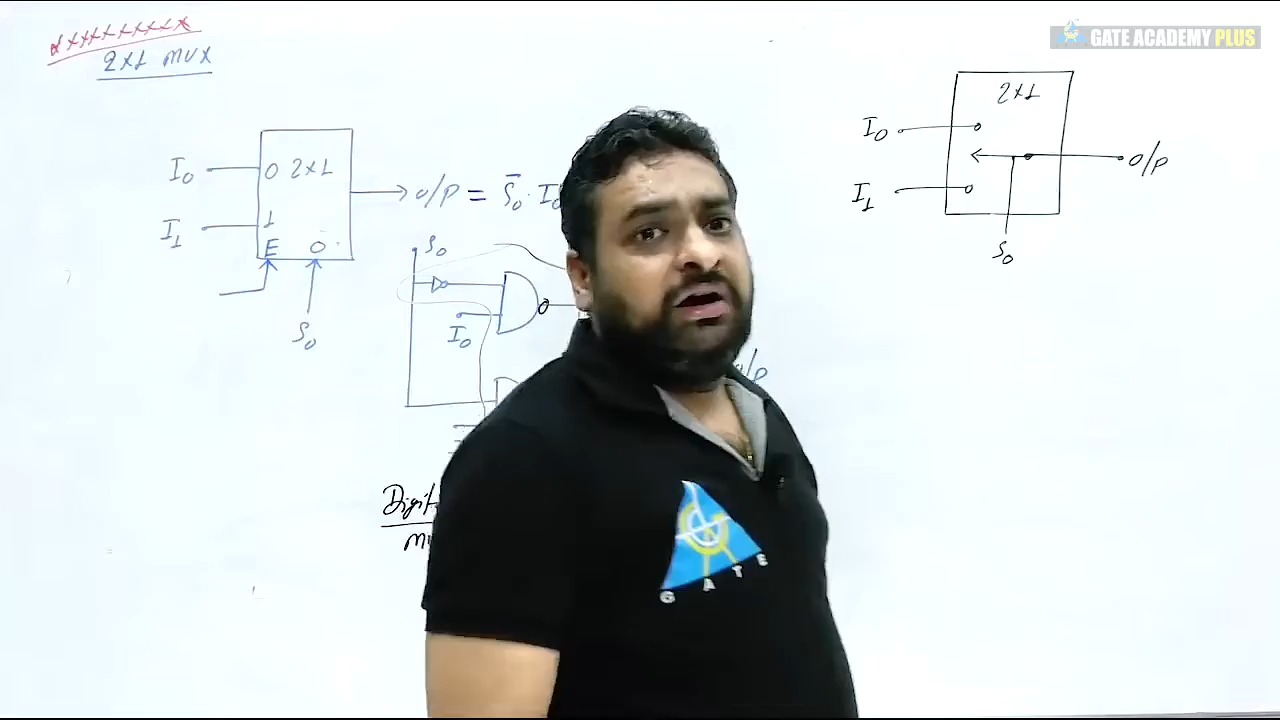 2x1 MUX
GATE ACADEMY PLUS
I0
0 2x1
I1
1
E 0
S0
O/P = S̄0 · I0
S0
I0
O/P
Digit
2x1
I0
I1
O/P
S0
G A T E